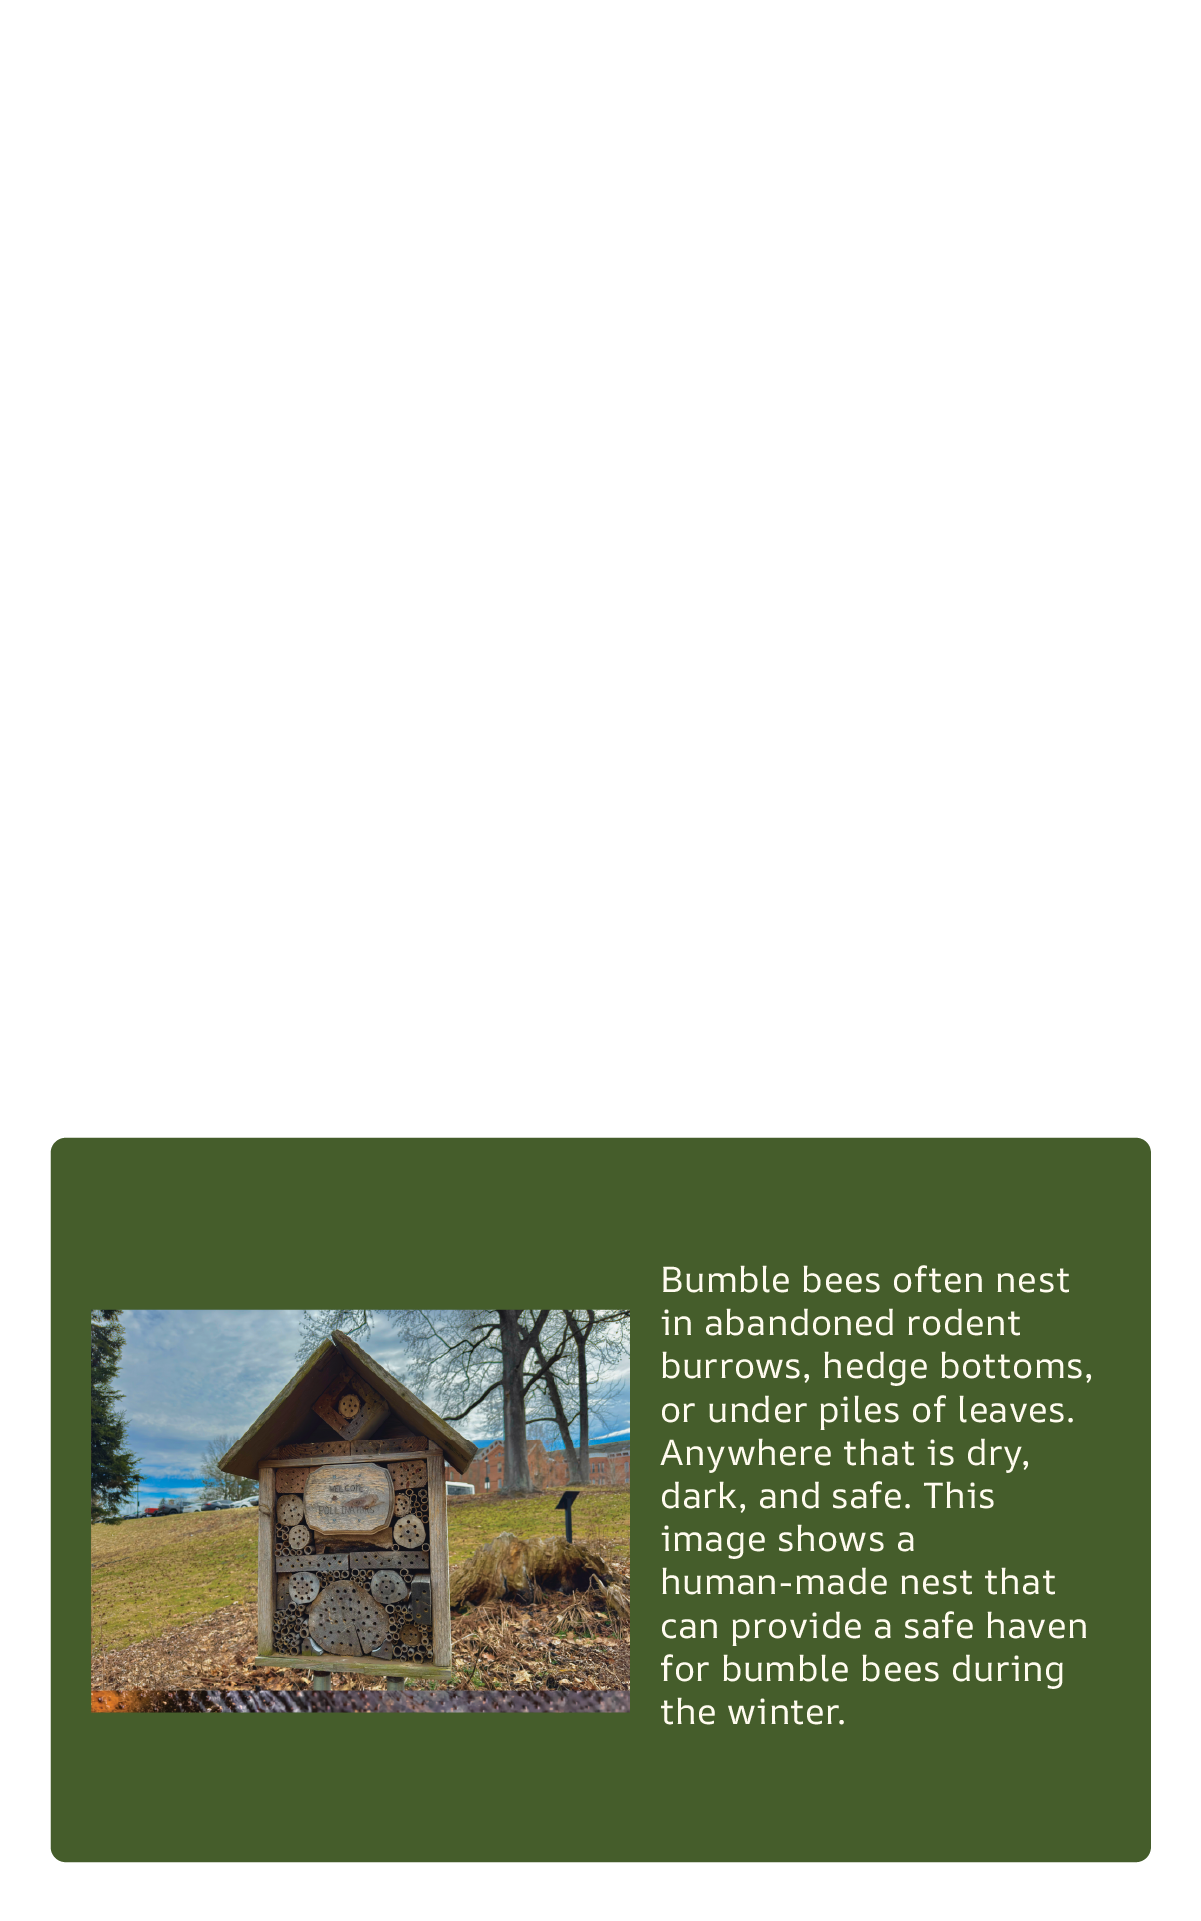 WELCOME
POLLINATORS
Bumble bees often nest
in abandoned rodent
burrows, hedge bottoms,
or under piles of leaves.
Anywhere that is dry,
dark, and safe. This
image shows a
human-made nest that
can provide a safe haven
for bumble bees during
the winter.